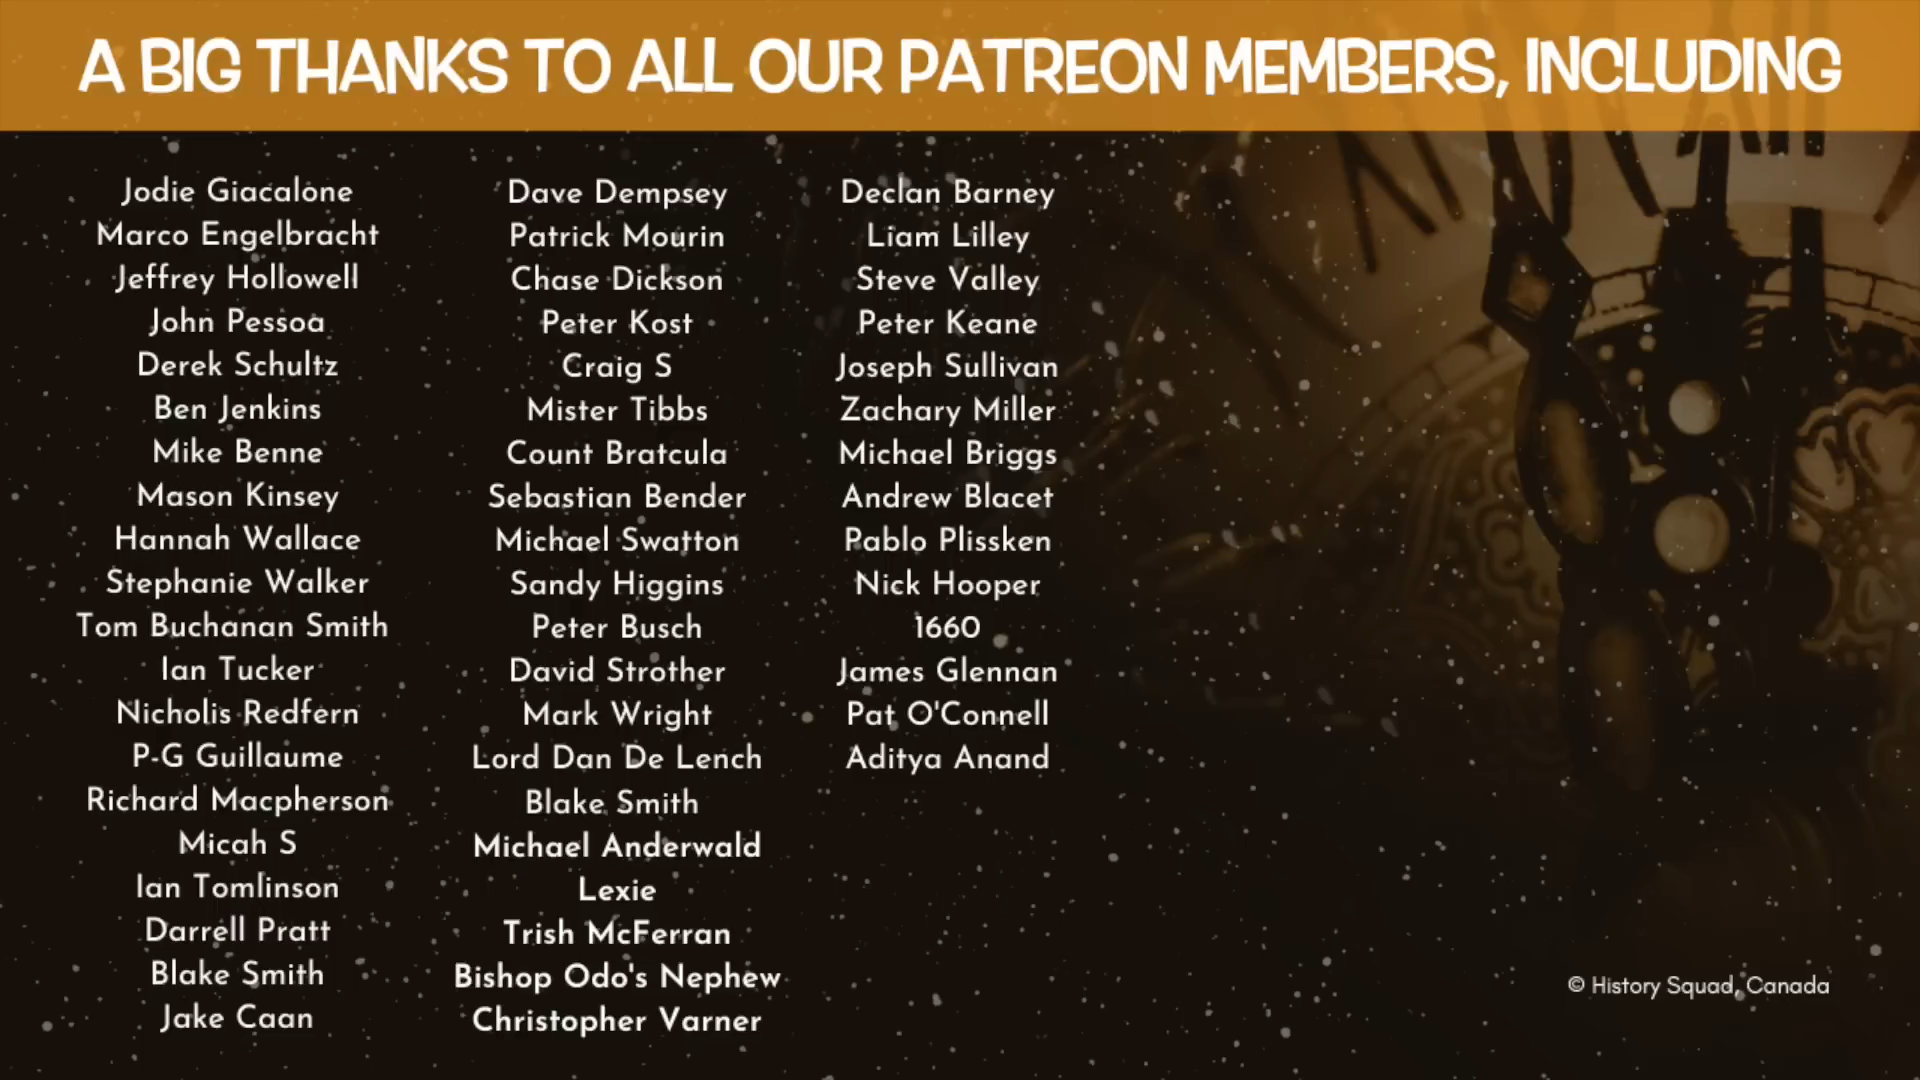 A BIG THANKS TO ALL OUR PATREON MEMBERS, INCLUDING
Jodie Giacalone
Marco Engelbracht
Jeffrey Hollowell
John Pessoa
Derek Schultz
Ben Jenkins
Mike Benne
Mason Kinsey
Hannah Wallace
Stephanie Walker
Tom Buchanan Smith
Ian Tucker
Nicholis Redfern
P-G Guillaume
Richard Macpherson
Micah S
Ian Tomlinson
Darrell Pratt
Blake Smith
Jake Caan
Dave Dempsey
Patrick Mourin
Chase Dickson
Peter Kost
Craig S
Mister Tibbs
Count Bratcula
Sebastian Bender
Michael Swatton
Sandy Higgins
Peter Busch
David Strother
Mark Wright
Lord Dan De Lench
Blake Smith
Michael Anderwald
Lexie
Trish McFerran
Bishop Odo's Nephew
Christopher Varner
Declan Barney
Liam Lilley
Steve Valley
Peter Keane
Joseph Sullivan
Zachary Miller
Michael Briggs
Andrew Blacet
Pablo Plissken
Nick Hooper
1660
James Glennan
Pat O'Connell
Aditya Anand
© History Squad, Canada